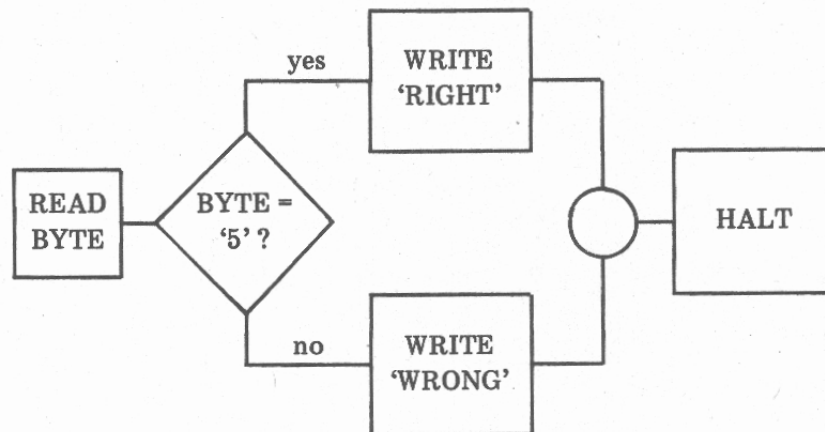 READ
BYTE
BYTE =
‘5’ ?
yes
WRITE
‘RIGHT’
no
WRITE
‘WRONG’
HALT